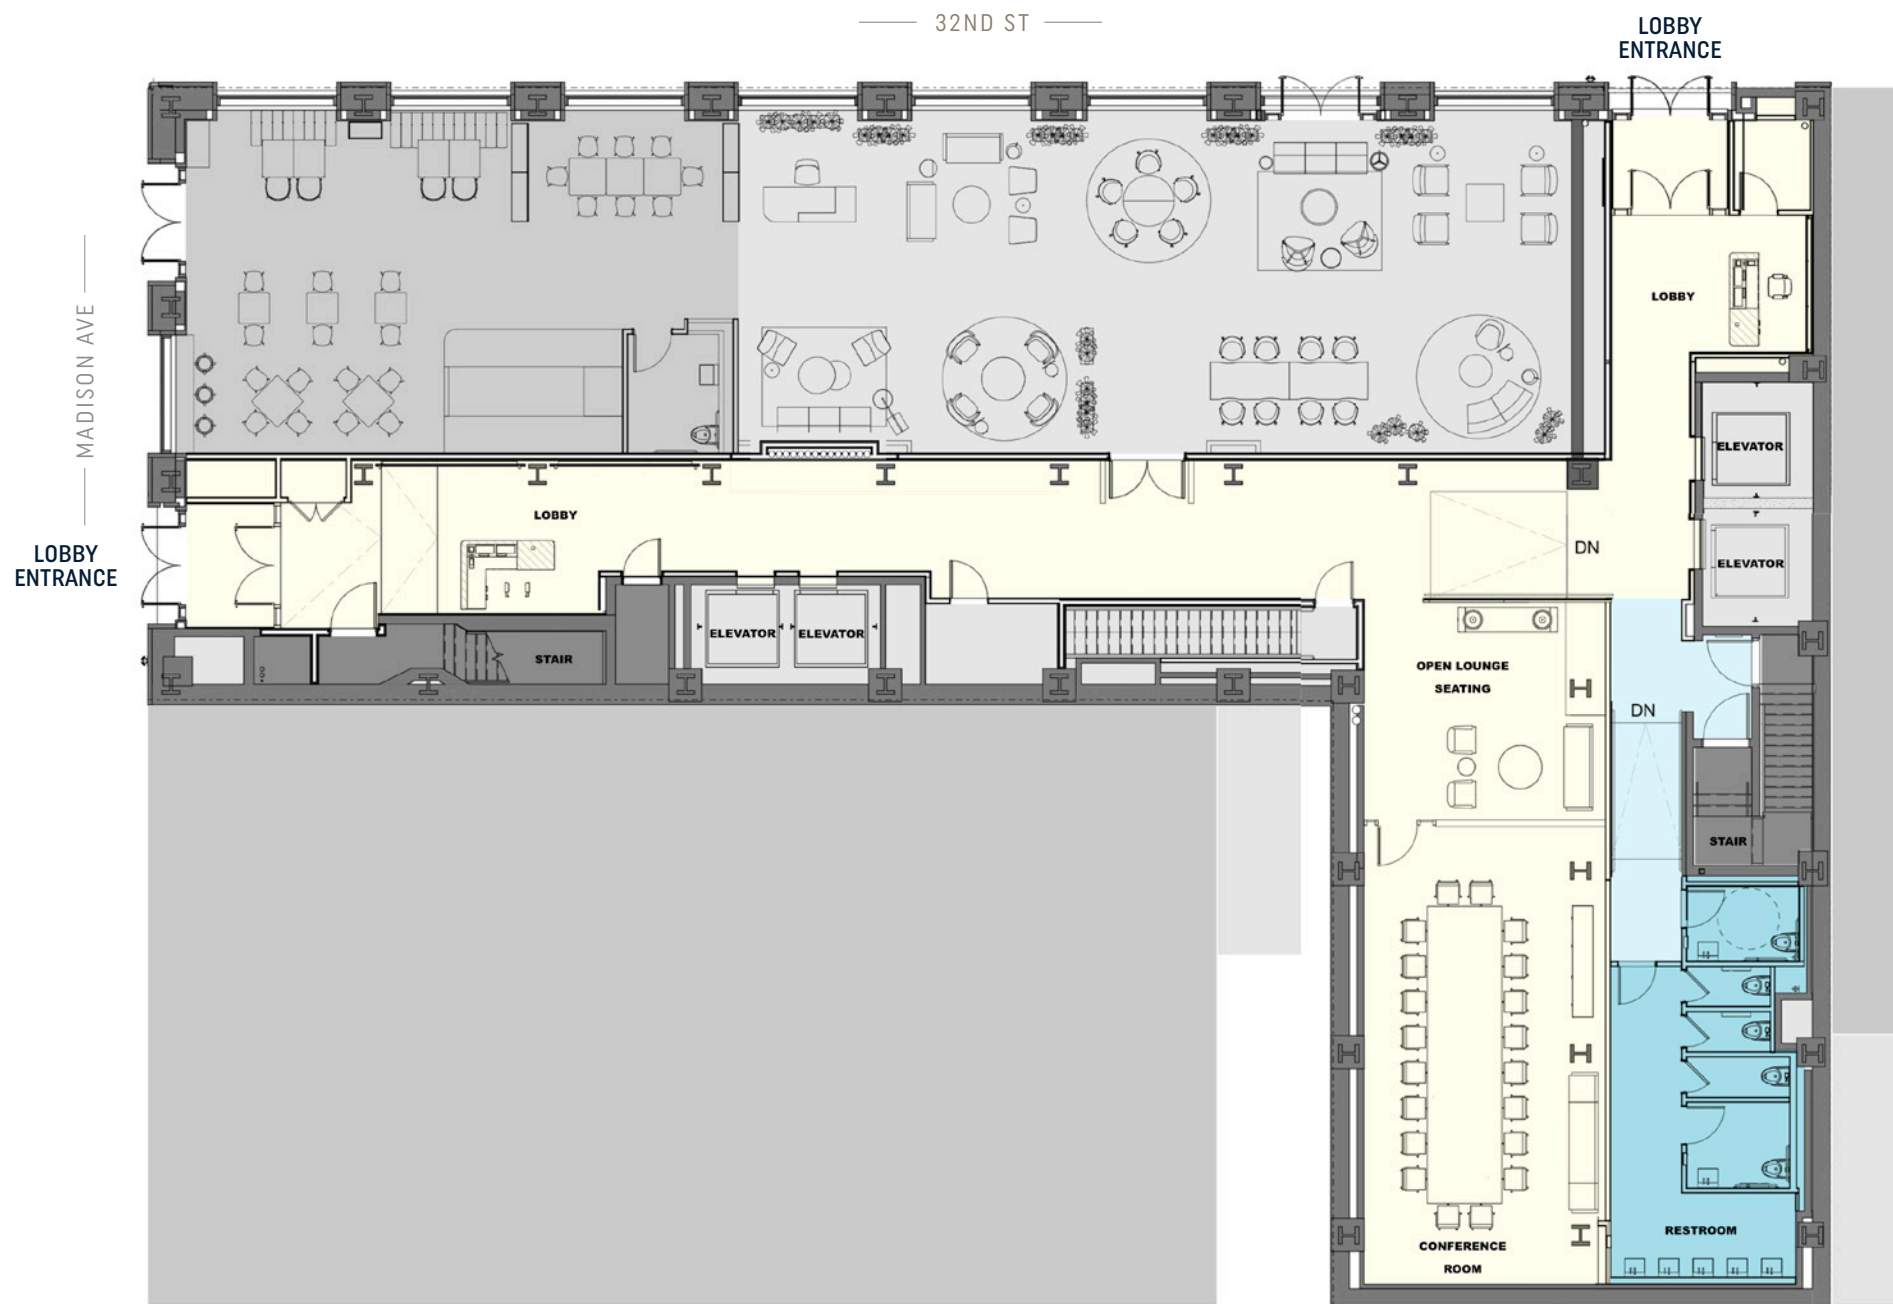 32ND ST
LOBBY
ENTRANCE
MADISON AVE
LOBBY
ELEVATOR
LOBBY
DN
LOBBY
ENTRANCE
ELEVATOR
ELEVATOR
ELEVATOR
STAIR
OPEN LOUNGE
SEATING
DN
STAIR
RESTROOM
CONFERENCE
ROOM